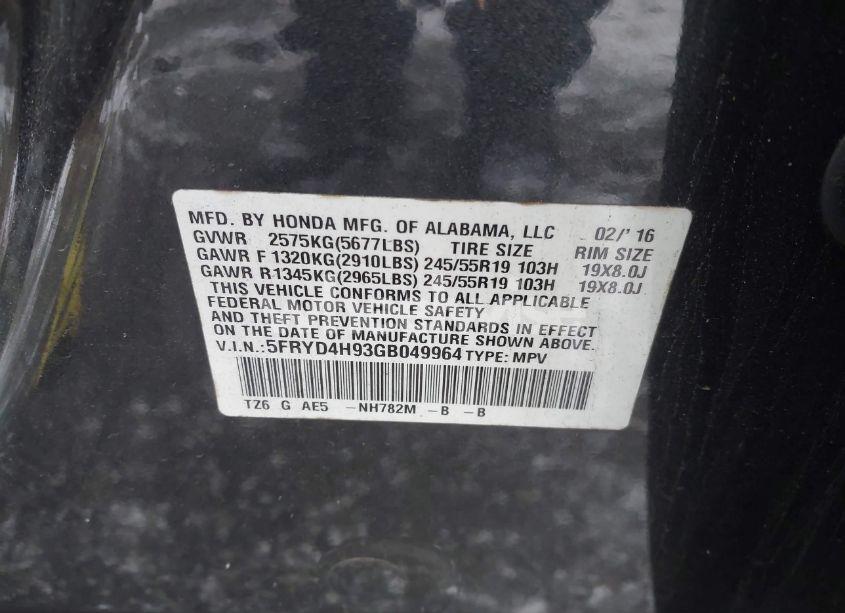 MFD. BY HONDA MFG. OF ALABAMA, LLC 02/'16
GVWR 2575KG(5677LBS) TIRE SIZE RIM SIZE
GAWR F 1320KG(2910LBS) 245/55R19 103H 19X8.0J
GAWR R 1345KG(2965LBS) 245/55R19 103H 19X8.0J
THIS VEHICLE CONFORMS TO ALL APPLICABLE
FEDERAL MOTOR VEHICLE SAFETY
AND THEFT PREVENTION STANDARDS IN EFFECT
ON THE DATE OF MANUFACTURE SHOWN ABOVE.
V.I.N.:5FRYD4H93GB049964 TYPE: MPV
TZ6 G AE5 -NH782M -B -B